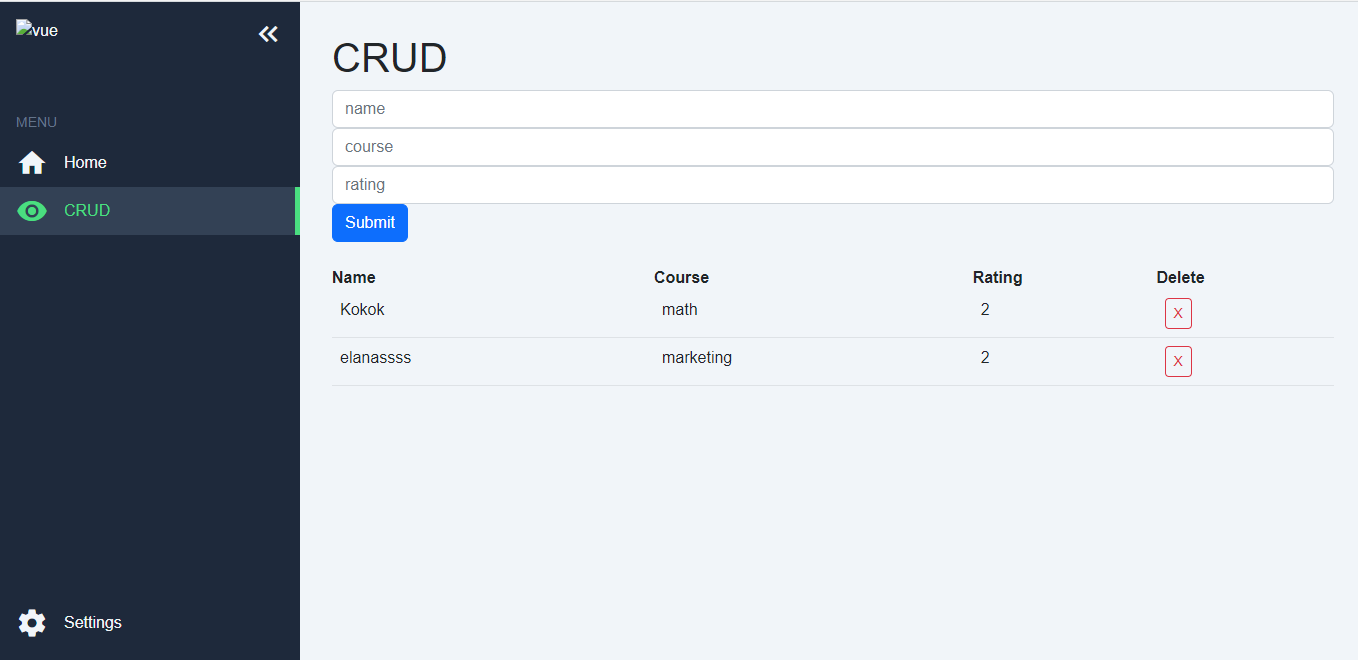 vue
MENU
Home
CRUD
Settings
CRUD
name
course
rating
Submit
Name Course Rating Delete
Kokok math 2 X
elanassss marketing 2 X